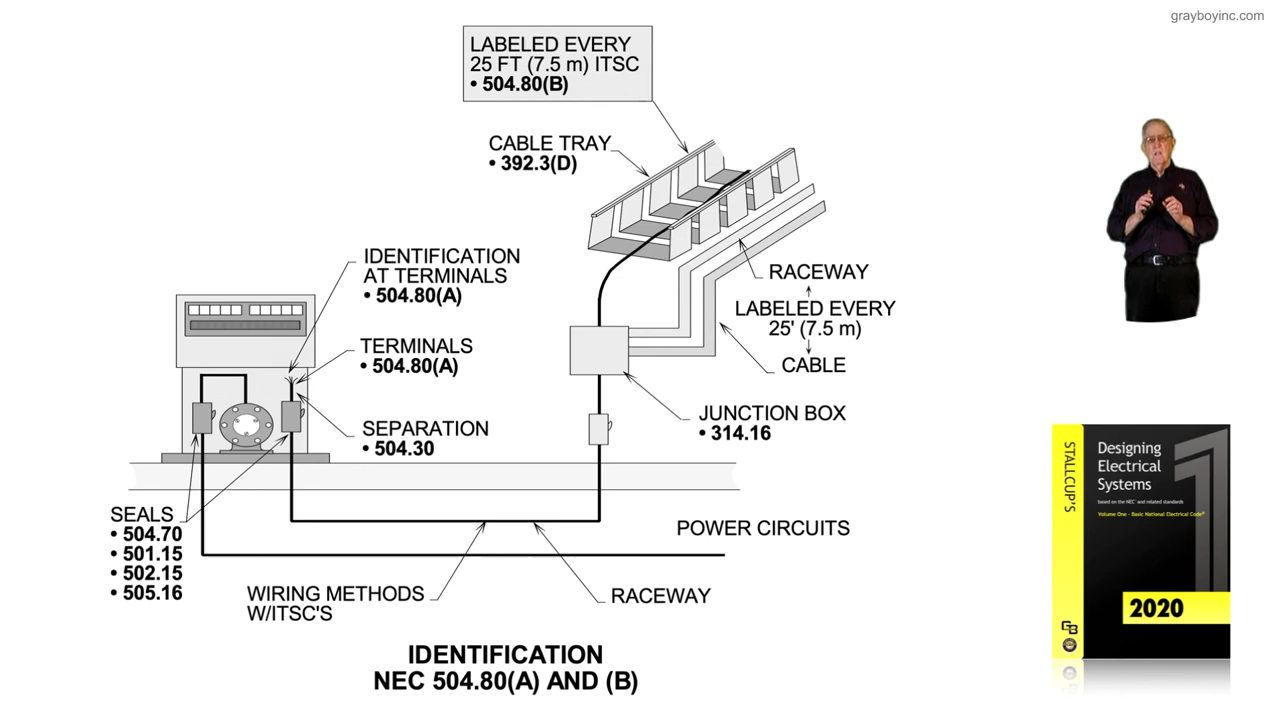 grayboyinc.com
LABELED EVERY
25 FT (7.5 m) ITSC
• 504.80(B)
CABLE TRAY
• 392.3(D)
IDENTIFICATION
AT TERMINALS
• 504.80(A)
RACEWAY
LABELED EVERY
25' (7.5 m)
CABLE
TERMINALS
• 504.80(A)
JUNCTION BOX
• 314.16
SEPARATION
• 504.30
SEALS
• 504.70
• 501.15
• 502.15
• 505.16
POWER CIRCUITS
WIRING METHODS
W/ITSC'S
RACEWAY
IDENTIFICATION
NEC 504.80(A) AND (B)
STALLCUP'S
Designing
Electrical
Systems
based on the NEC® and related standards
Volume One - Basic National Electrical Code®
1
2020
GB